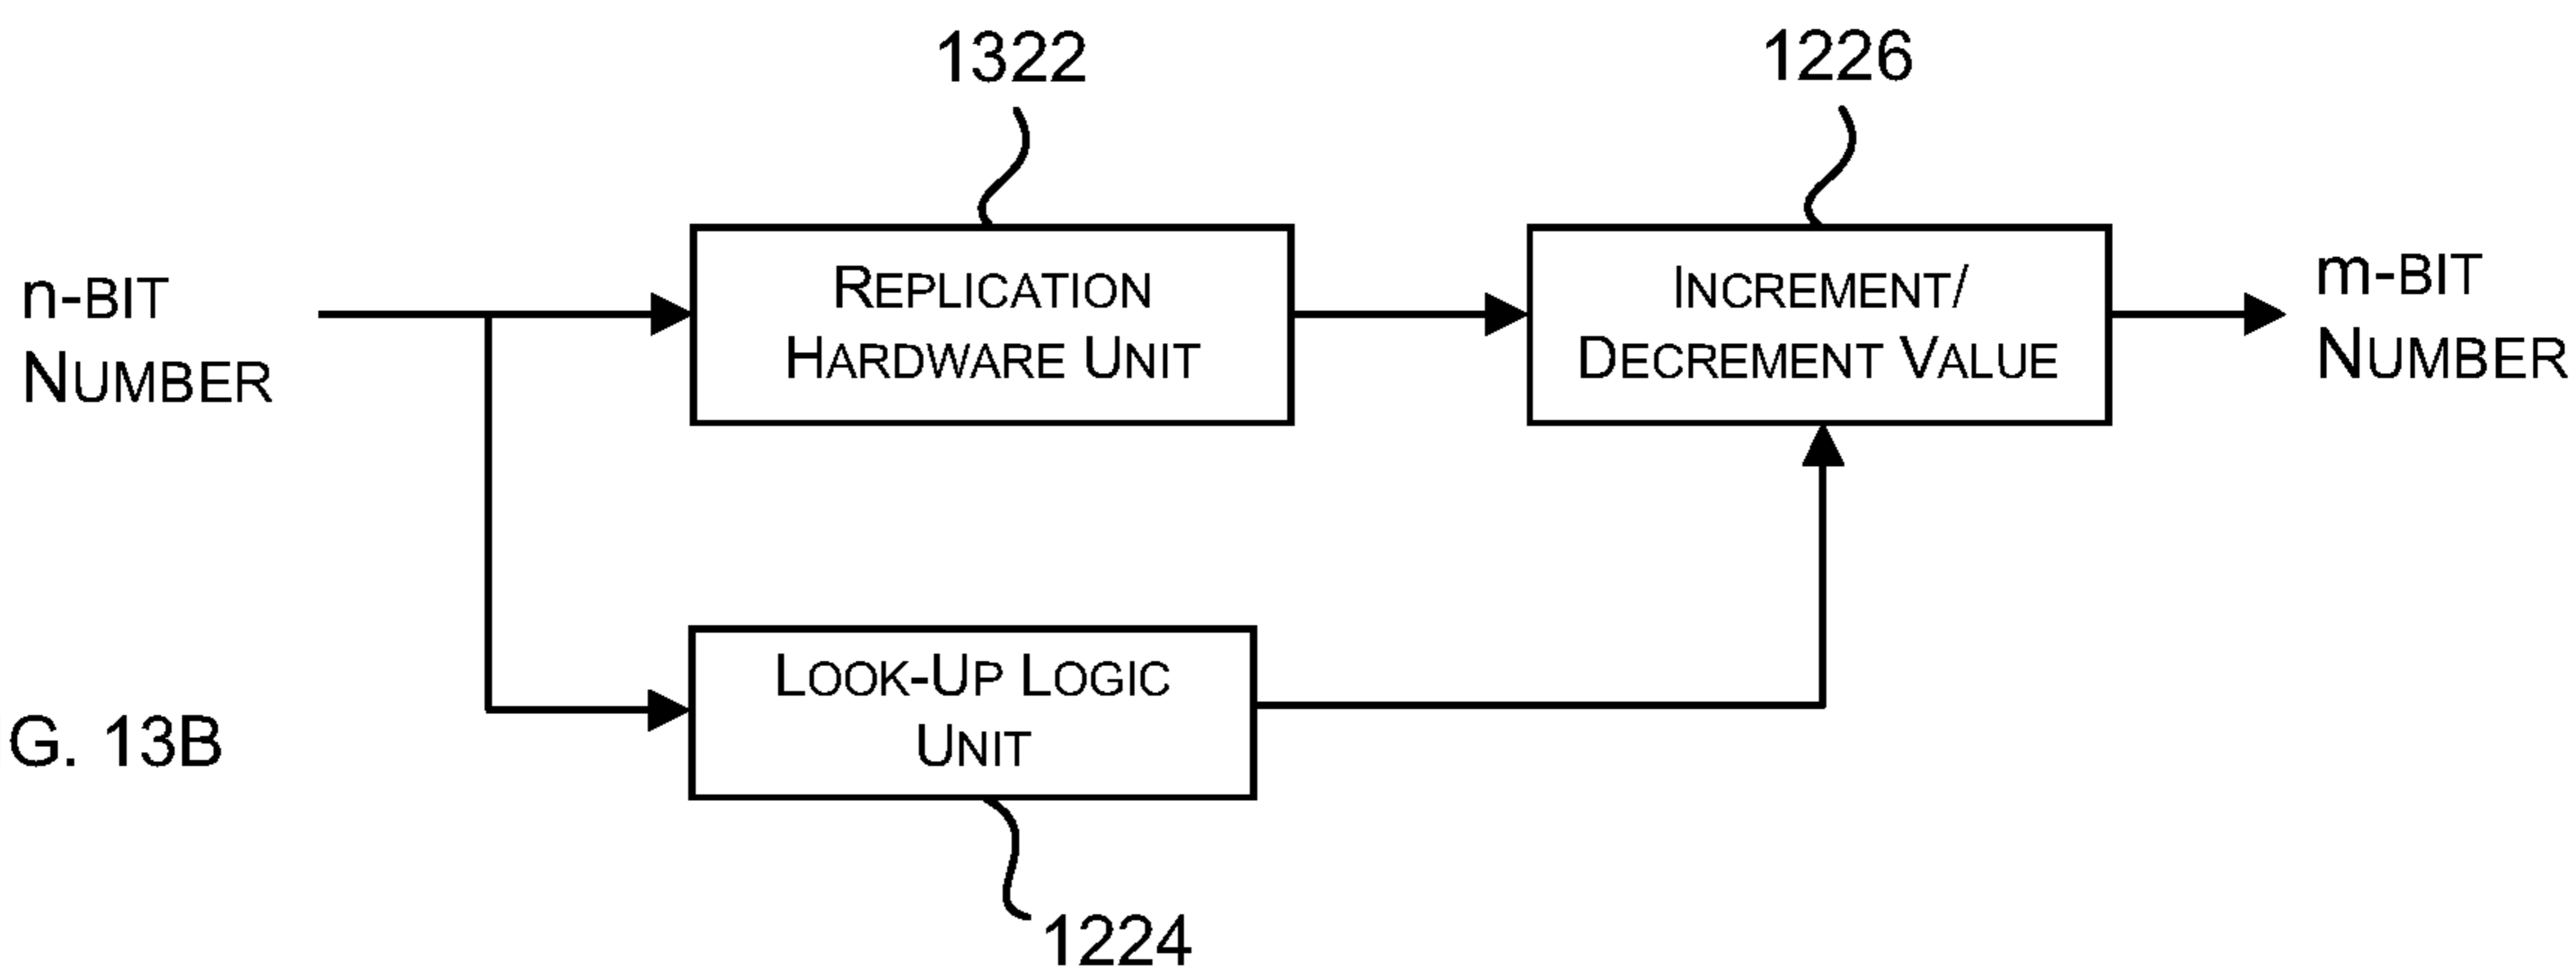 1322
1226
n-BIT
NUMBER
REPLICATION
HARDWARE UNIT
INCREMENT/
DECREMENT VALUE
m-BIT
NUMBER
LOOK-UP LOGIC
UNIT
G. 13B
1224